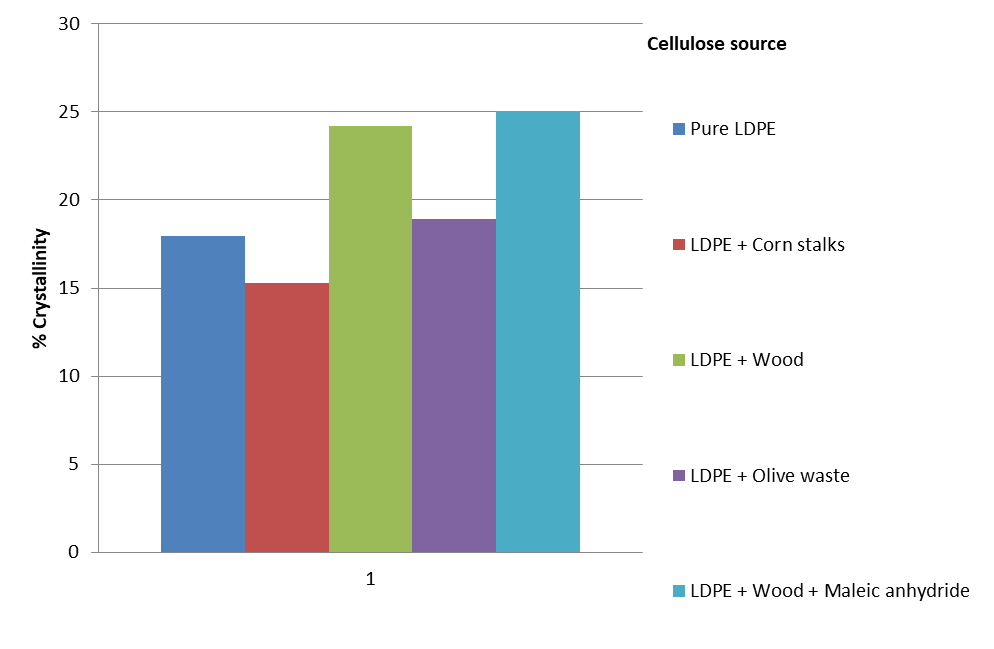 30
25
20
15
10
5
0
% Crystallinity
1
Cellulose source
Pure LDPE
LDPE + Corn stalks
LDPE + Wood
LDPE + Olive waste
LDPE + Wood + Maleic anhydride